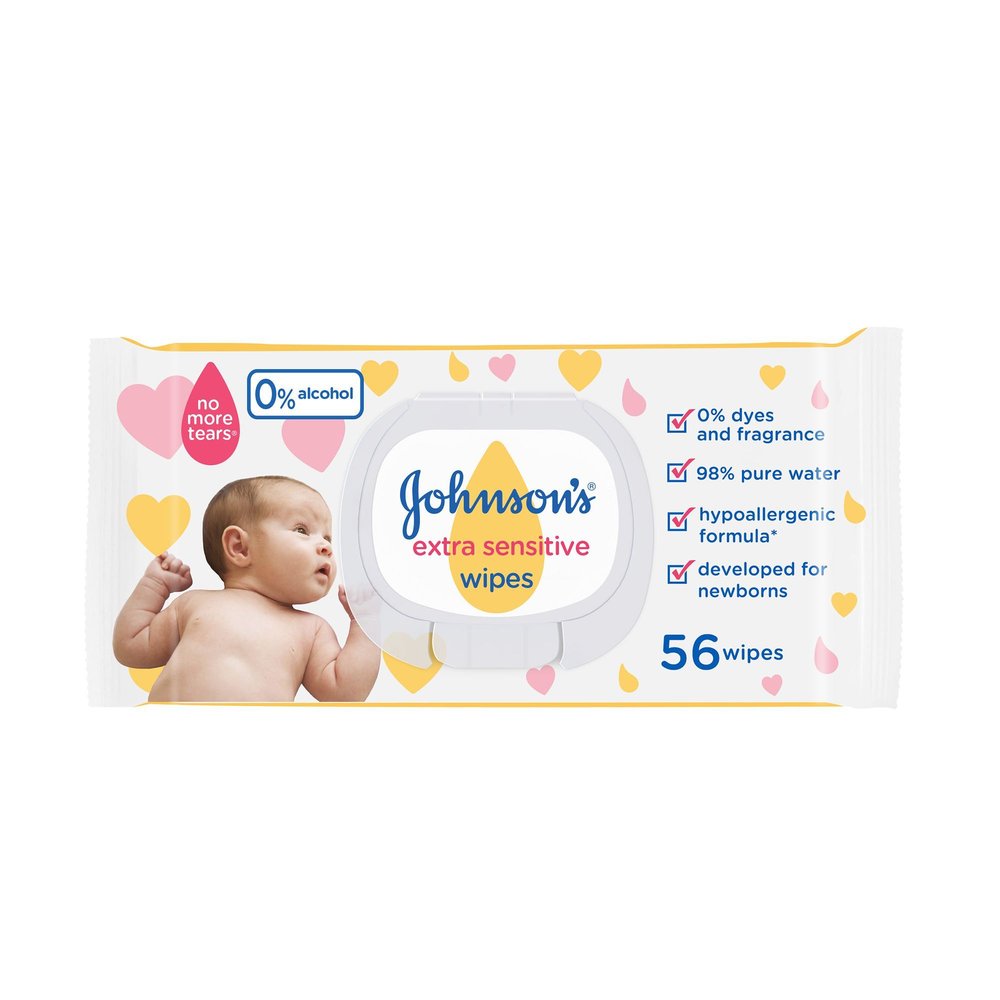 no
more
tears®
0% alcohol
Johnson's®
extra sensitive
wipes
0% dyes
and fragrance
98% pure water
hypoallergenic
formula*
developed for
newborns
56 wipes